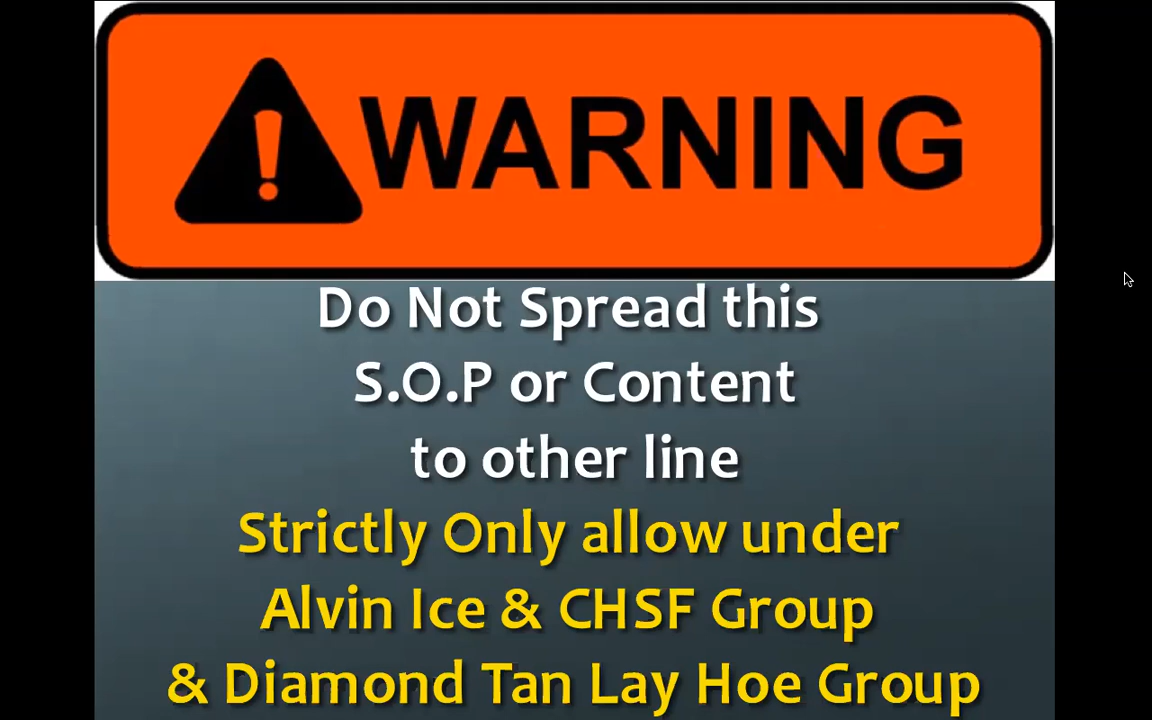 WARNING
Do Not Spread this
S.O.P or Content
to other line
Strictly Only allow under
Alvin Ice & CHSF Group
& Diamond Tan Lay Hoe Group